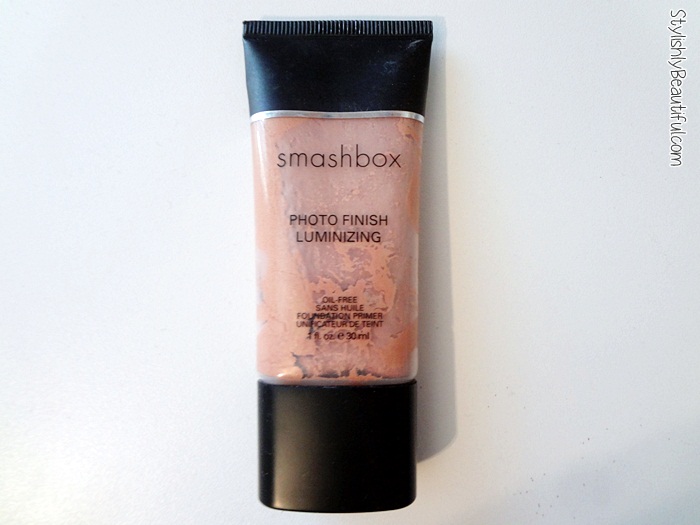 smashbox
PHOTO FINISH
LUMINIZING
OIL-FREE
SANS HUILE
FOUNDATION PRIMER
UNIFICATEUR DE TEINT
1 fl. oz. ℮ 30 ml
StylishlyBeautiful.com